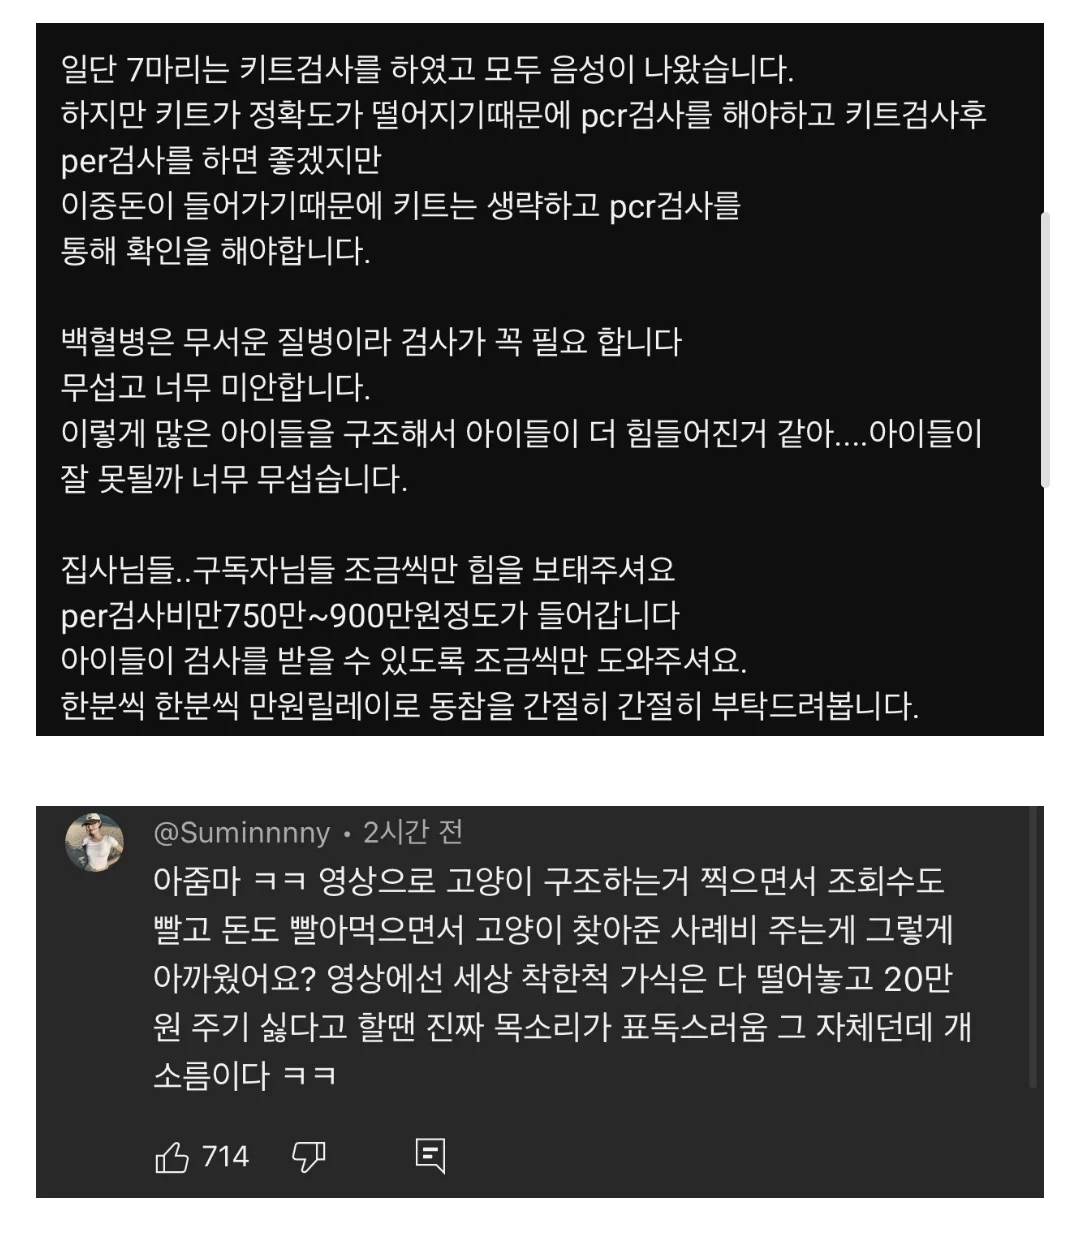 일단 7마리는 키트검사를 하였고 모두 음성이 나왔습니다.
하지만 키트가 정확도가 떨어지기때문에 pcr검사를 해야하고 키트검사후
per검사를 하면 좋겠지만
이중돈이 들어가기때문에 키트는 생략하고 pcr검사를
통해 확인을 해야합니다.
백혈병은 무서운 질병이라 검사가 꼭 필요 합니다
무섭고 너무 미안합니다.
이렇게 많은 아이들을 구조해서 아이들이 더 힘들어진거 같아....아이들이
잘 못될까 너무 무섭습니다.
집사님들..구독자님들 조금씩만 힘을 보태주셔요
per검사비만750만~900만원정도가 들어갑니다
아이들이 검사를 받을 수 있도록 조금씩만 도와주셔요.
한분씩 한분씩 만원릴레이로 동참을 간절히 간절히 부탁드려봅니다.
@Suminnnny • 2시간 전
아줌마 ㅋㅋ 영상으로 고양이 구조하는거 찍으면서 조회수도
빨고 돈도 빨아먹으면서 고양이 찾아준 사례비 주는게 그렇게
아까웠어요? 영상에선 세상 착한척 가식은 다 떨어놓고 20만
원 주기 싫다고 할땐 진짜 목소리가 표독스러움 그 자체던데 개
소름이다 ㅋㅋ
714